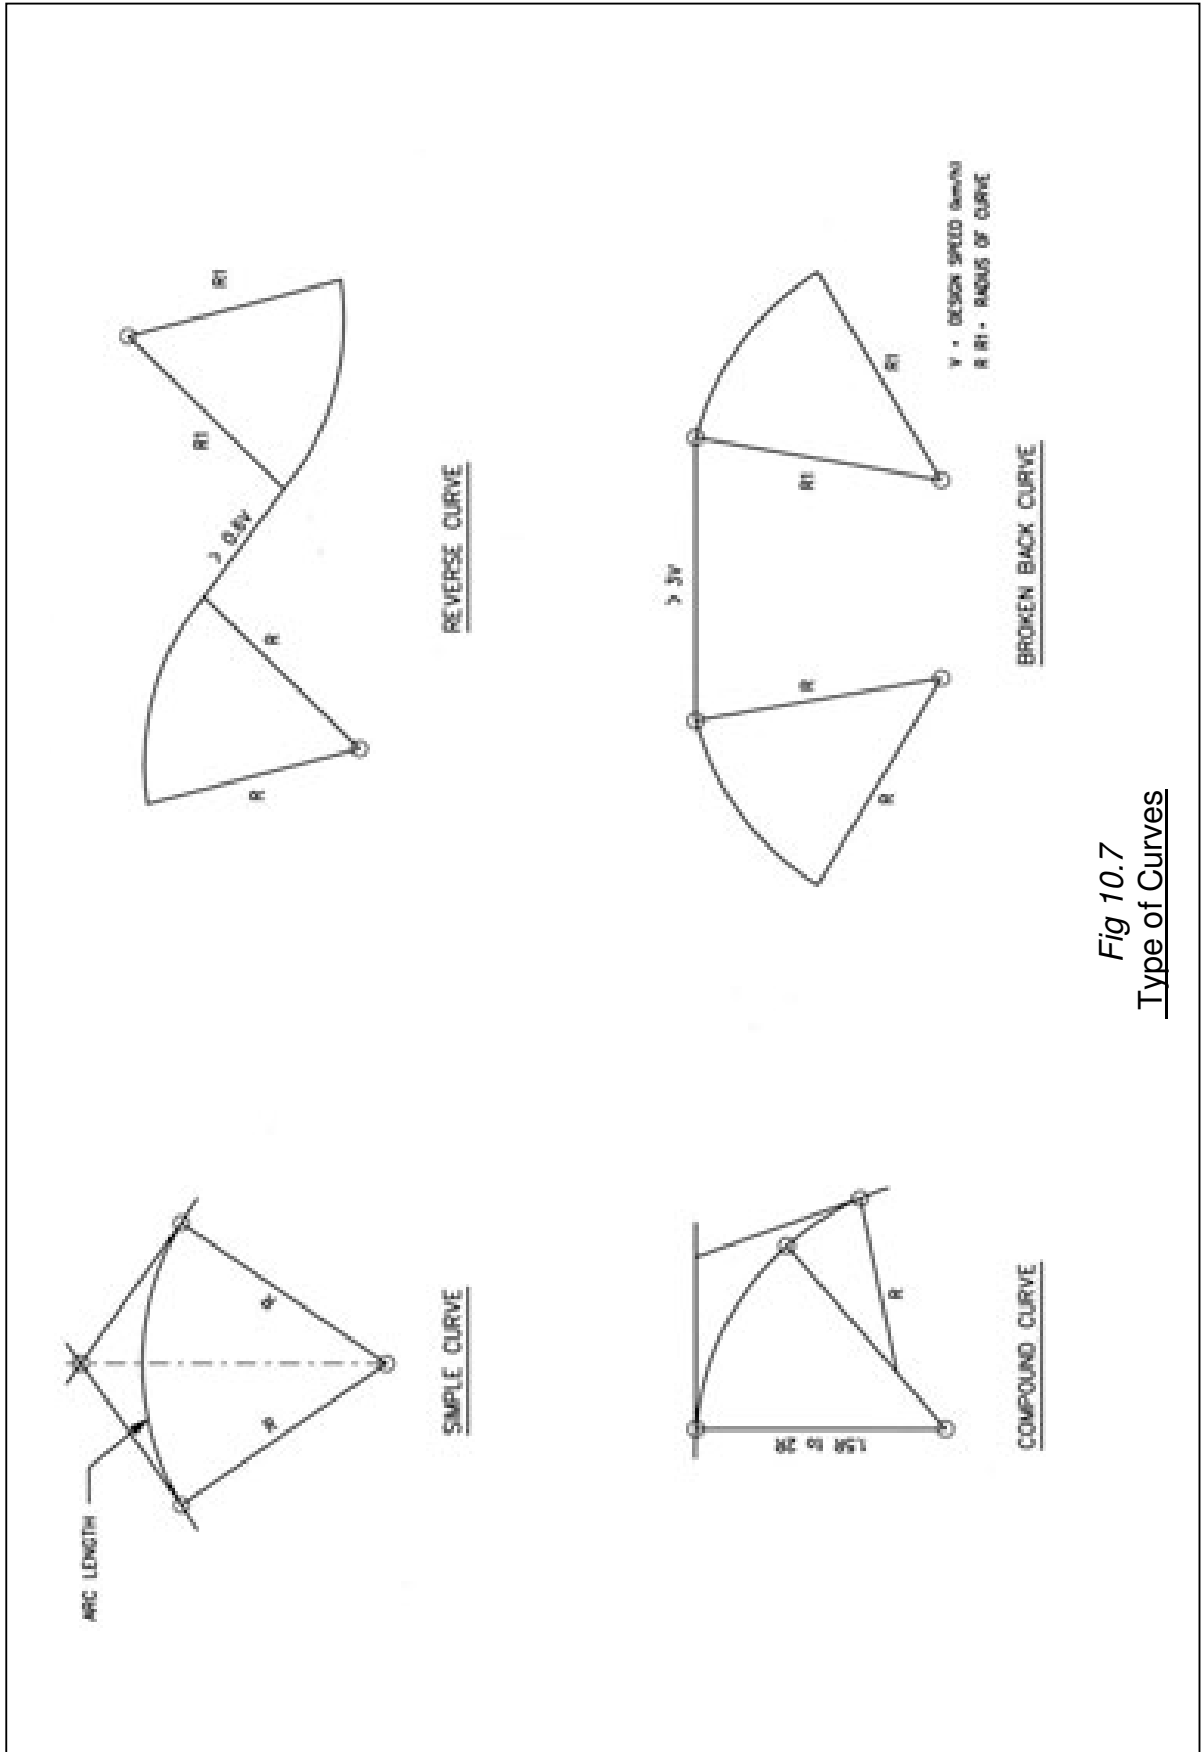 ARC LENGTH
R
R
SIMPLE CURVE
R
R
> 0.6V
R1
R1
REVERSE CURVE
1.5R to 2R
R
COMPOUND CURVE
R
R
> 3V
R1
R1
BROKEN BACK CURVE
V = DESIGN SPEED (km/h)
R R1 = RADIUS OF CURVE
Fig 10.7
Type of Curves